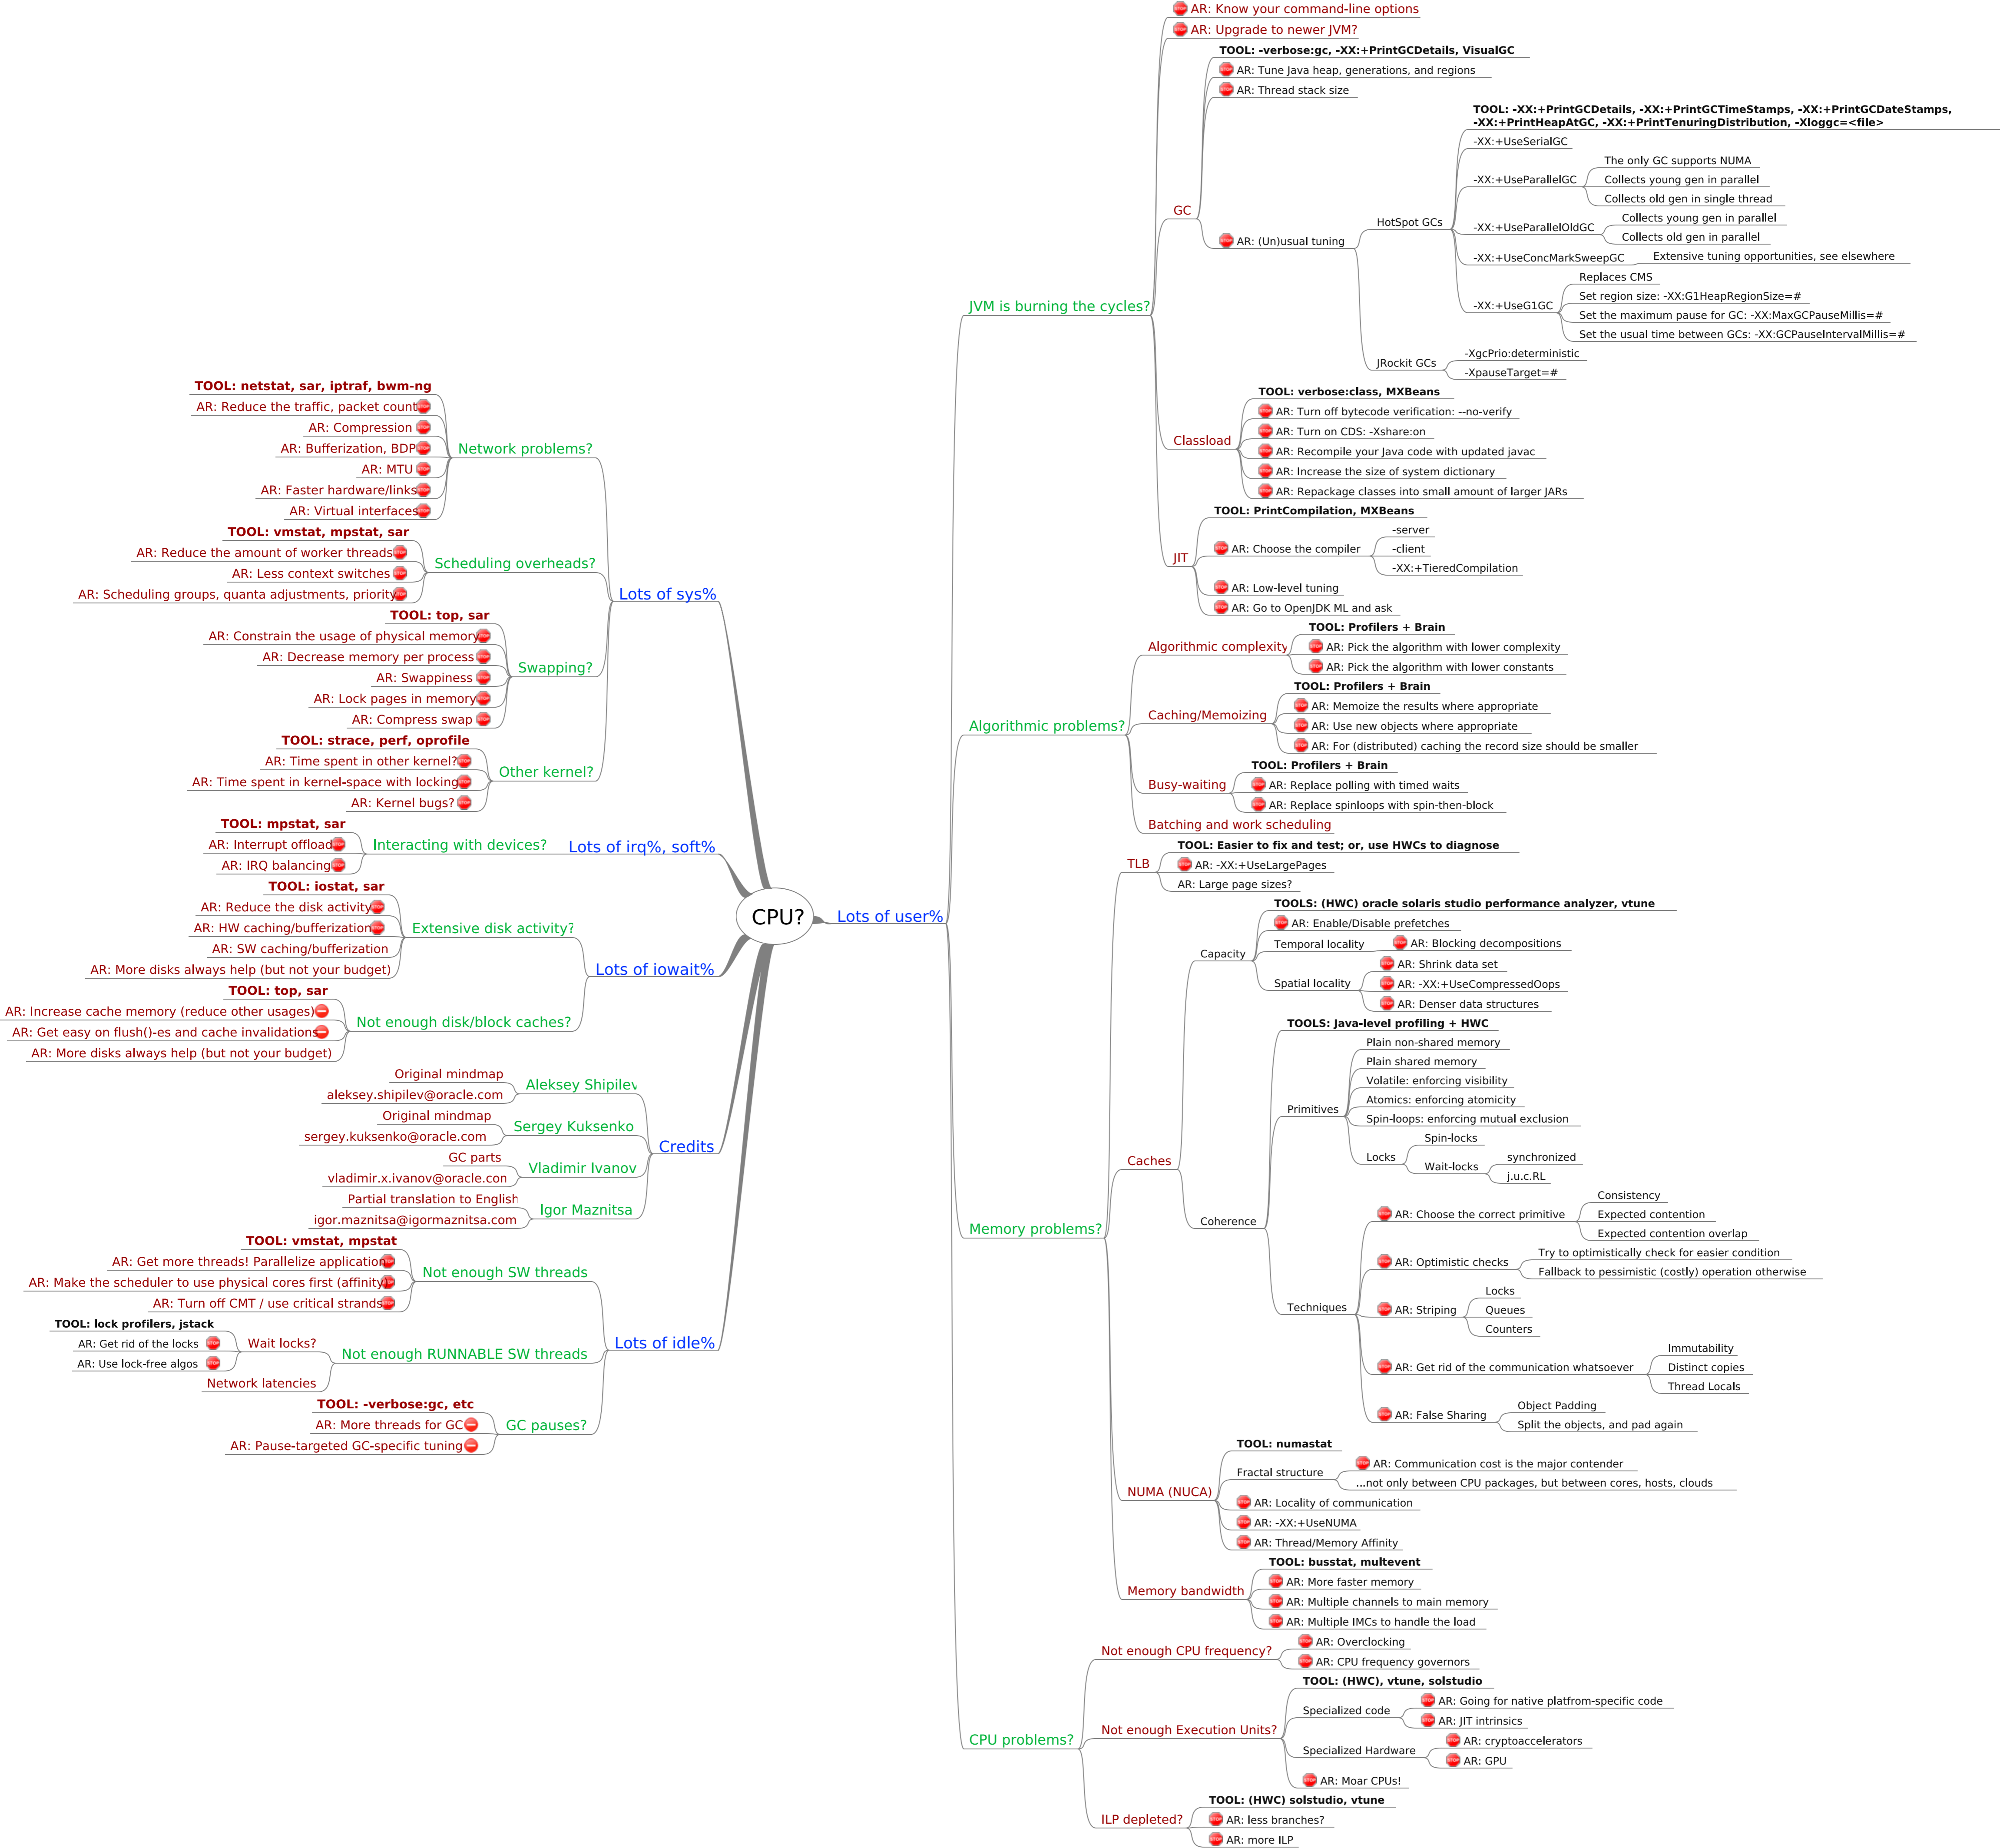 CPU?
Lots of sys%
Network problems?
TOOL: netstat, sar, iptraf, bwm-ng
AR: Reduce the traffic, packet count
AR: Compression
AR: Bufferization, BDP
AR: MTU
AR: Faster hardware/links
AR: Virtual interfaces
Scheduling overheads?
TOOL: vmstat, mpstat, sar
AR: Reduce the amount of worker threads
AR: Less context switches
AR: Scheduling groups, quanta adjustments, priority
Swapping?
TOOL: top, sar
AR: Constrain the usage of physical memory
AR: Decrease memory per process
AR: Swappiness
AR: Lock pages in memory
AR: Compress swap
Other kernel?
TOOL: strace, perf, oprofile
AR: Time spent in other kernel?
AR: Time spent in kernel-space with locking
AR: Kernel bugs?
Lots of irq%, soft%
Interacting with devices?
TOOL: mpstat, sar
AR: Interrupt offload
AR: IRQ balancing
Lots of iowait%
Extensive disk activity?
TOOL: iostat, sar
AR: Reduce the disk activity
AR: HW caching/bufferization
AR: SW caching/bufferization
AR: More disks always help (but not your budget)
Not enough disk/block caches?
TOOL: top, sar
AR: Increase cache memory (reduce other usages)
AR: Get easy on flush()-es and cache invalidations
AR: More disks always help (but not your budget)
Credits
Aleksey Shipilev
Original mindmap
aleksey.shipilev@oracle.com
Sergey Kuksenko
Original mindmap
sergey.kuksenko@oracle.com
Vladimir Ivanov
GC parts
vladimir.x.ivanov@oracle.con
Igor Maznitsa
Partial translation to English
igor.maznitsa@igormaznitsa.com
Lots of idle%
Not enough SW threads
TOOL: vmstat, mpstat
AR: Get more threads! Parallelize application
AR: Make the scheduler to use physical cores first (affinity)
AR: Turn off CMT / use critical strands
Not enough RUNNABLE SW threads
Wait locks?
TOOL: lock profilers, jstack
AR: Get rid of the locks
AR: Use lock-free algos
Network latencies
GC pauses?
TOOL: -verbose:gc, etc
AR: More threads for GC
AR: Pause-targeted GC-specific tuning
Lots of user%
JVM is burning the cycles?
AR: Know your command-line options
AR: Upgrade to newer JVM?
GC
TOOL: -verbose:gc, -XX:+PrintGCDetails, VisualGC
AR: Tune Java heap, generations, and regions
AR: Thread stack size
AR: (Un)usual tuning
HotSpot GCs
TOOL: -XX:+PrintGCDetails, -XX:+PrintGCTimeStamps, -XX:+PrintGCDateStamps,
-XX:+PrintHeapAtGC, -XX:+PrintTenuringDistribution, -Xloggc=<file>
-XX:+UseSerialGC
-XX:+UseParallelGC
The only GC supports NUMA
Collects young gen in parallel
Collects old gen in single thread
-XX:+UseParallelOldGC
Collects young gen in parallel
Collects old gen in parallel
-XX:+UseConcMarkSweepGC
Extensive tuning opportunities, see elsewhere
-XX:+UseG1GC
Replaces CMS
Set region size: -XX:G1HeapRegionSize=#
Set the maximum pause for GC: -XX:MaxGCPauseMillis=#
Set the usual time between GCs: -XX:GCPauseIntervalMillis=#
JRockit GCs
-XgcPrio:deterministic
-XpauseTarget=#
Classload
TOOL: verbose:class, MXBeans
AR: Turn off bytecode verification: --no-verify
AR: Turn on CDS: -Xshare:on
AR: Recompile your Java code with updated javac
AR: Increase the size of system dictionary
AR: Repackage classes into small amount of larger JARs
JIT
TOOL: PrintCompilation, MXBeans
AR: Choose the compiler
-server
-client
-XX:+TieredCompilation
AR: Low-level tuning
AR: Go to OpenJDK ML and ask
Algorithmic problems?
Algorithmic complexity
TOOL: Profilers + Brain
AR: Pick the algorithm with lower complexity
AR: Pick the algorithm with lower constants
Caching/Memoizing
TOOL: Profilers + Brain
AR: Memoize the results where appropriate
AR: Use new objects where appropriate
AR: For (distributed) caching the record size should be smaller
Busy-waiting
TOOL: Profilers + Brain
AR: Replace polling with timed waits
AR: Replace spinloops with spin-then-block
Batching and work scheduling
Memory problems?
TLB
TOOL: Easier to fix and test; or, use HWCs to diagnose
AR: -XX:+UseLargePages
AR: Large page sizes?
Caches
Capacity
TOOLS: (HWC) oracle solaris studio performance analyzer, vtune
AR: Enable/Disable prefetches
Temporal locality
AR: Blocking decompositions
Spatial locality
AR: Shrink data set
AR: -XX:+UseCompressedOops
AR: Denser data structures
Coherence
TOOLS: Java-level profiling + HWC
Primitives
Plain non-shared memory
Plain shared memory
Volatile: enforcing visibility
Atomics: enforcing atomicity
Spin-loops: enforcing mutual exclusion
Locks
Spin-locks
Wait-locks
synchronized
j.u.c.RL
Techniques
AR: Choose the correct primitive
Consistency
Expected contention
Expected contention overlap
AR: Optimistic checks
Try to optimistically check for easier condition
Fallback to pessimistic (costly) operation otherwise
AR: Striping
Locks
Queues
Counters
AR: Get rid of the communication whatsoever
Immutability
Distinct copies
Thread Locals
AR: False Sharing
Object Padding
Split the objects, and pad again
NUMA (NUCA)
TOOL: numastat
Fractal structure
AR: Communication cost is the major contender
...not only between CPU packages, but between cores, hosts, clouds
AR: Locality of communication
AR: -XX:+UseNUMA
AR: Thread/Memory Affinity
Memory bandwidth
TOOL: busstat, multevent
AR: More faster memory
AR: Multiple channels to main memory
AR: Multiple IMCs to handle the load
CPU problems?
Not enough CPU frequency?
AR: Overclocking
AR: CPU frequency governors
Not enough Execution Units?
TOOL: (HWC), vtune, solstudio
Specialized code
AR: Going for native platfrom-specific code
AR: JIT intrinsics
Specialized Hardware
AR: cryptoaccelerators
AR: GPU
AR: Moar CPUs!
ILP depleted?
TOOL: (HWC) solstudio, vtune
AR: less branches?
AR: more ILP